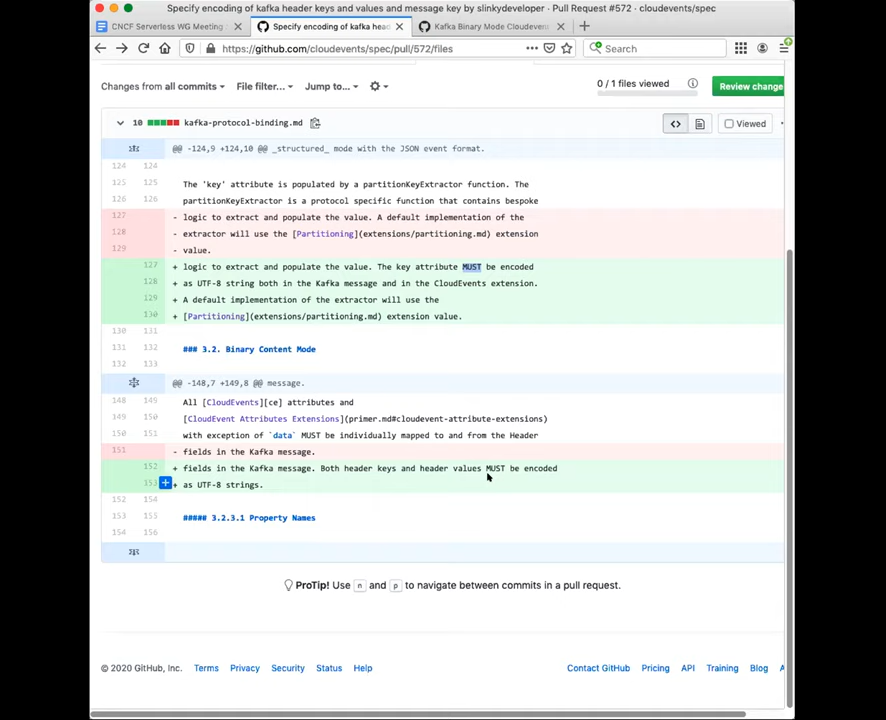 Specify encoding of kafka header keys and values and message key by slinkydeveloper · Pull Request #572 · cloudevents/spec
CNCF Serverless WG Meeting
Specify encoding of kafka head
Kafka Binary Mode Cloudeven
https://github.com/cloudevents/spec/pull/572/files
Search
Changes from all commits
File filter...
Jump to...
0 / 1 files viewed
Review change
10 kafka-protocol-binding.md
Viewed
@@ -124,9 +124,10 @@ _structured_ mode with the JSON event format.
124 124
125 125 The 'key' attribute is populated by a partitionKeyExtractor function. The
126 126 partitionKeyExtractor is a protocol specific function that contains bespoke
127 - logic to extract and populate the value. A default implementation of the
128 - extractor will use the [Partitioning](extensions/partitioning.md) extension
129 - value.
127 + logic to extract and populate the value. The key attribute MUST be encoded
128 + as UTF-8 string both in the Kafka message and in the CloudEvents extension.
129 + A default implementation of the extractor will use the
130 + [Partitioning](extensions/partitioning.md) extension value.
130 131
131 132 ### 3.2. Binary Content Mode
132 133
@@ -148,7 +149,8 @@ message.
148 149 All [CloudEvents][ce] attributes and
149 150 [CloudEvent Attributes Extensions](primer.md#cloudevent-attribute-extensions)
150 151 with exception of `data` MUST be individually mapped to and from the Header
151 - fields in the Kafka message.
152 + fields in the Kafka message. Both header keys and header values MUST be encoded
153 + as UTF-8 strings.
152 154
153 155 ##### 3.2.3.1 Property Names
154 156
ProTip! Use n and p to navigate between commits in a pull request.
© 2020 GitHub, Inc.
Terms
Privacy
Security
Status
Help
Contact GitHub
Pricing
API
Training
Blog
A